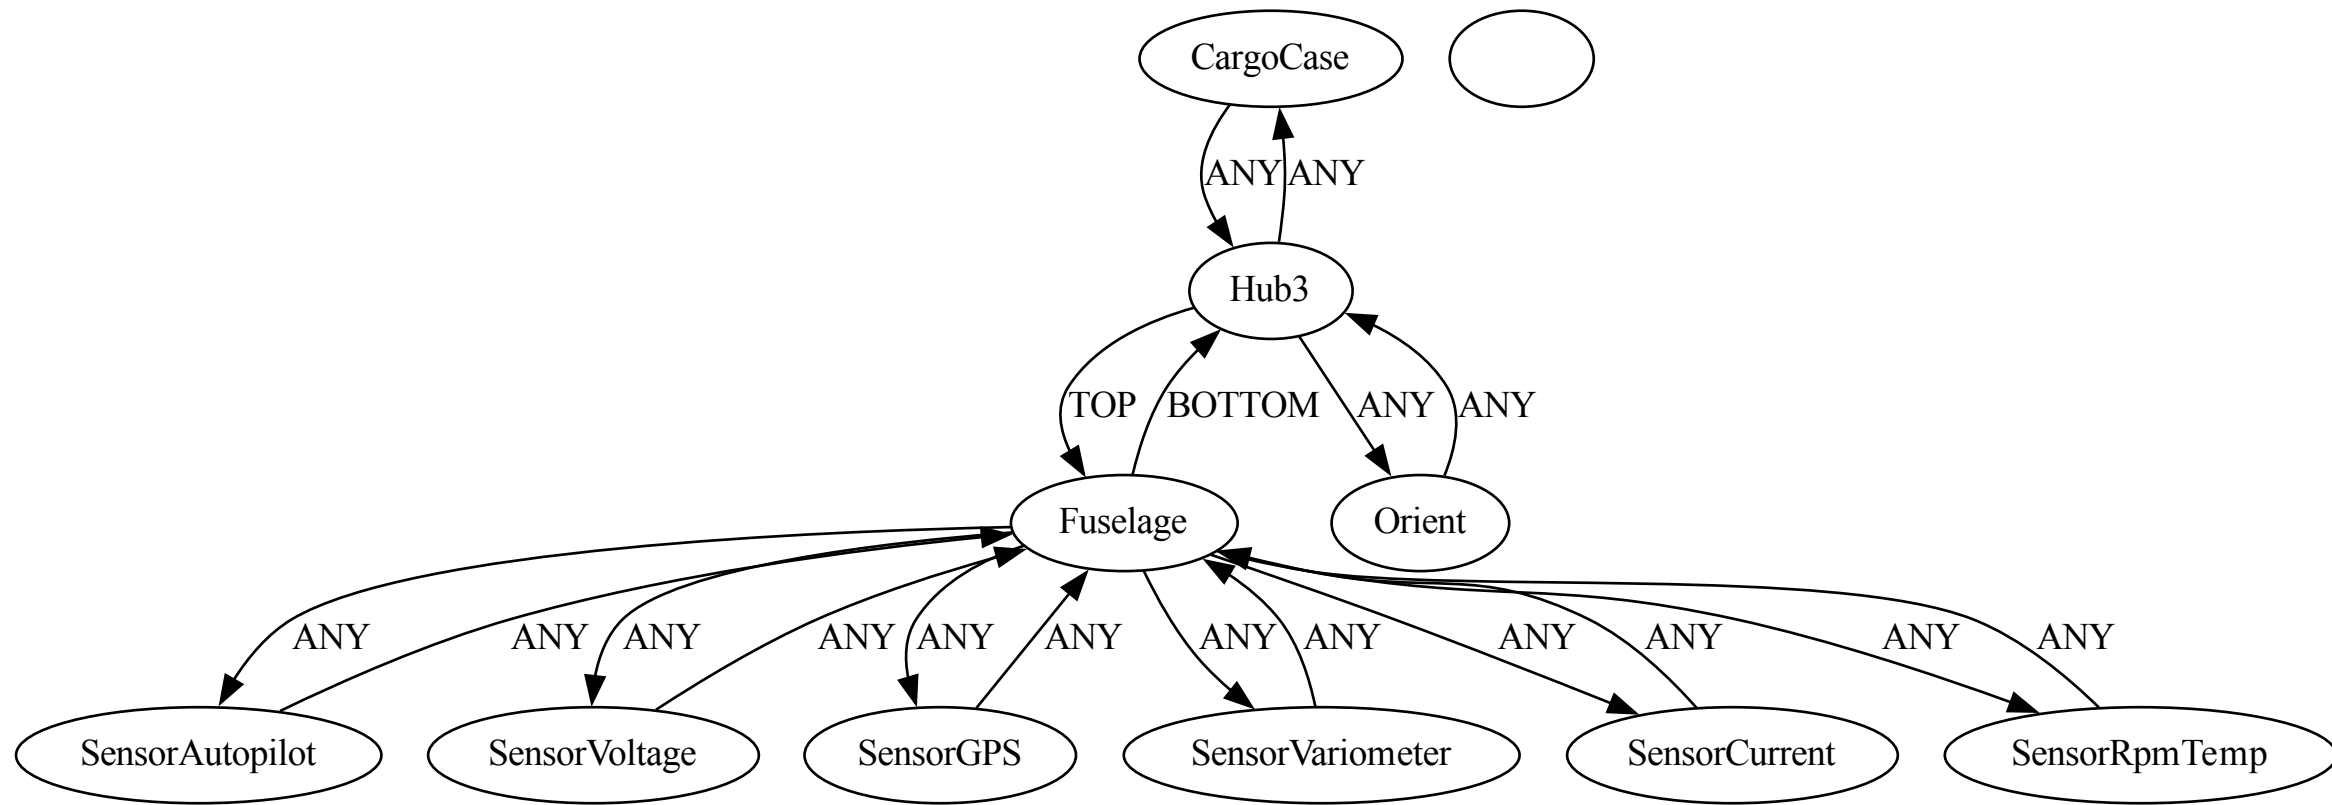 CargoCase
ANY ANY
Hub3
TOP BOTTOM ANY ANY
Fuselage Orient
ANY ANY ANY ANY ANY ANY ANY ANY ANY ANY ANY ANY
SensorAutopilot SensorVoltage SensorGPS SensorVariometer SensorCurrent SensorRpmTemp